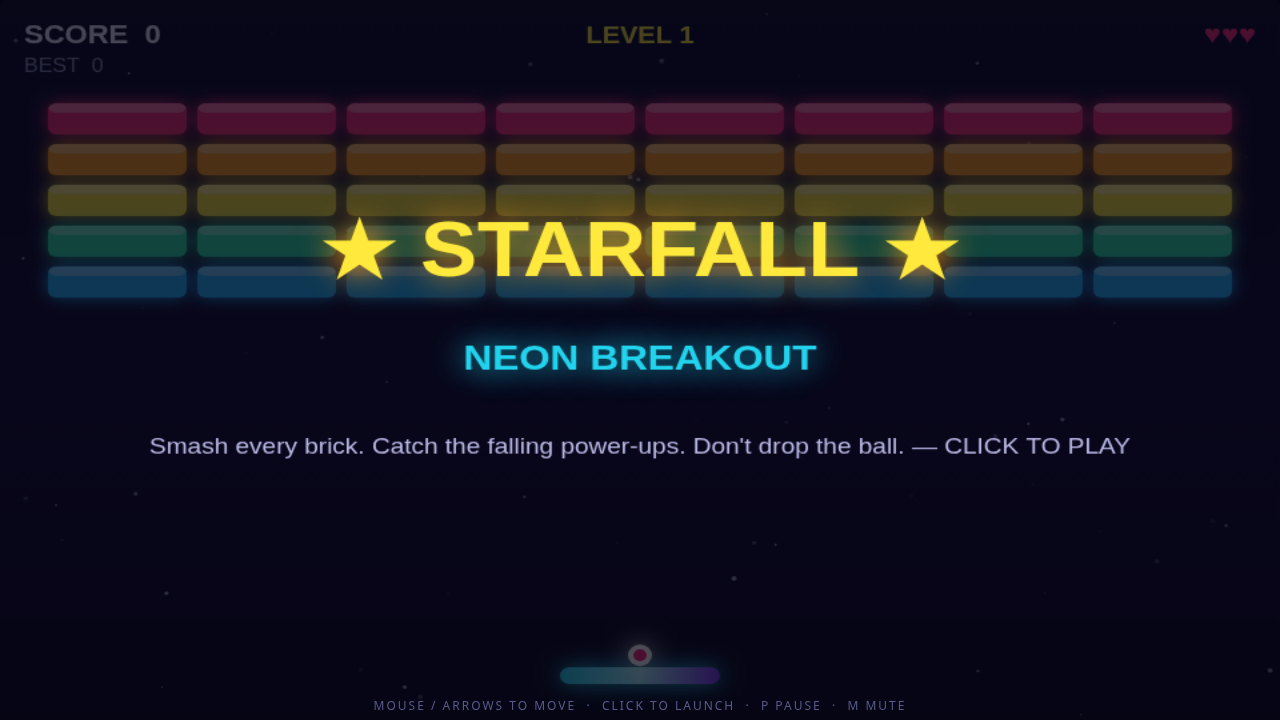 SCORE 0
LEVEL 1
♥♥♥
BEST 0
★ STARFALL ★
NEON BREAKOUT
Smash every brick. Catch the falling power-ups. Don't drop the ball. — CLICK TO PLAY
MOUSE / ARROWS TO MOVE · CLICK TO LAUNCH · P PAUSE · M MUTE